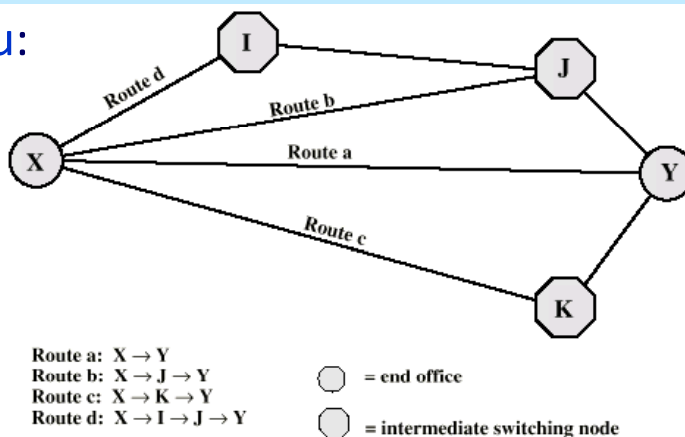 u:
I
J
Route d
Route b
X
Route a
Y
Route c
K
Route a: X → Y
Route b: X → J → Y
Route c: X → K → Y
Route d: X → I → J → Y
= end office
= intermediate switching node